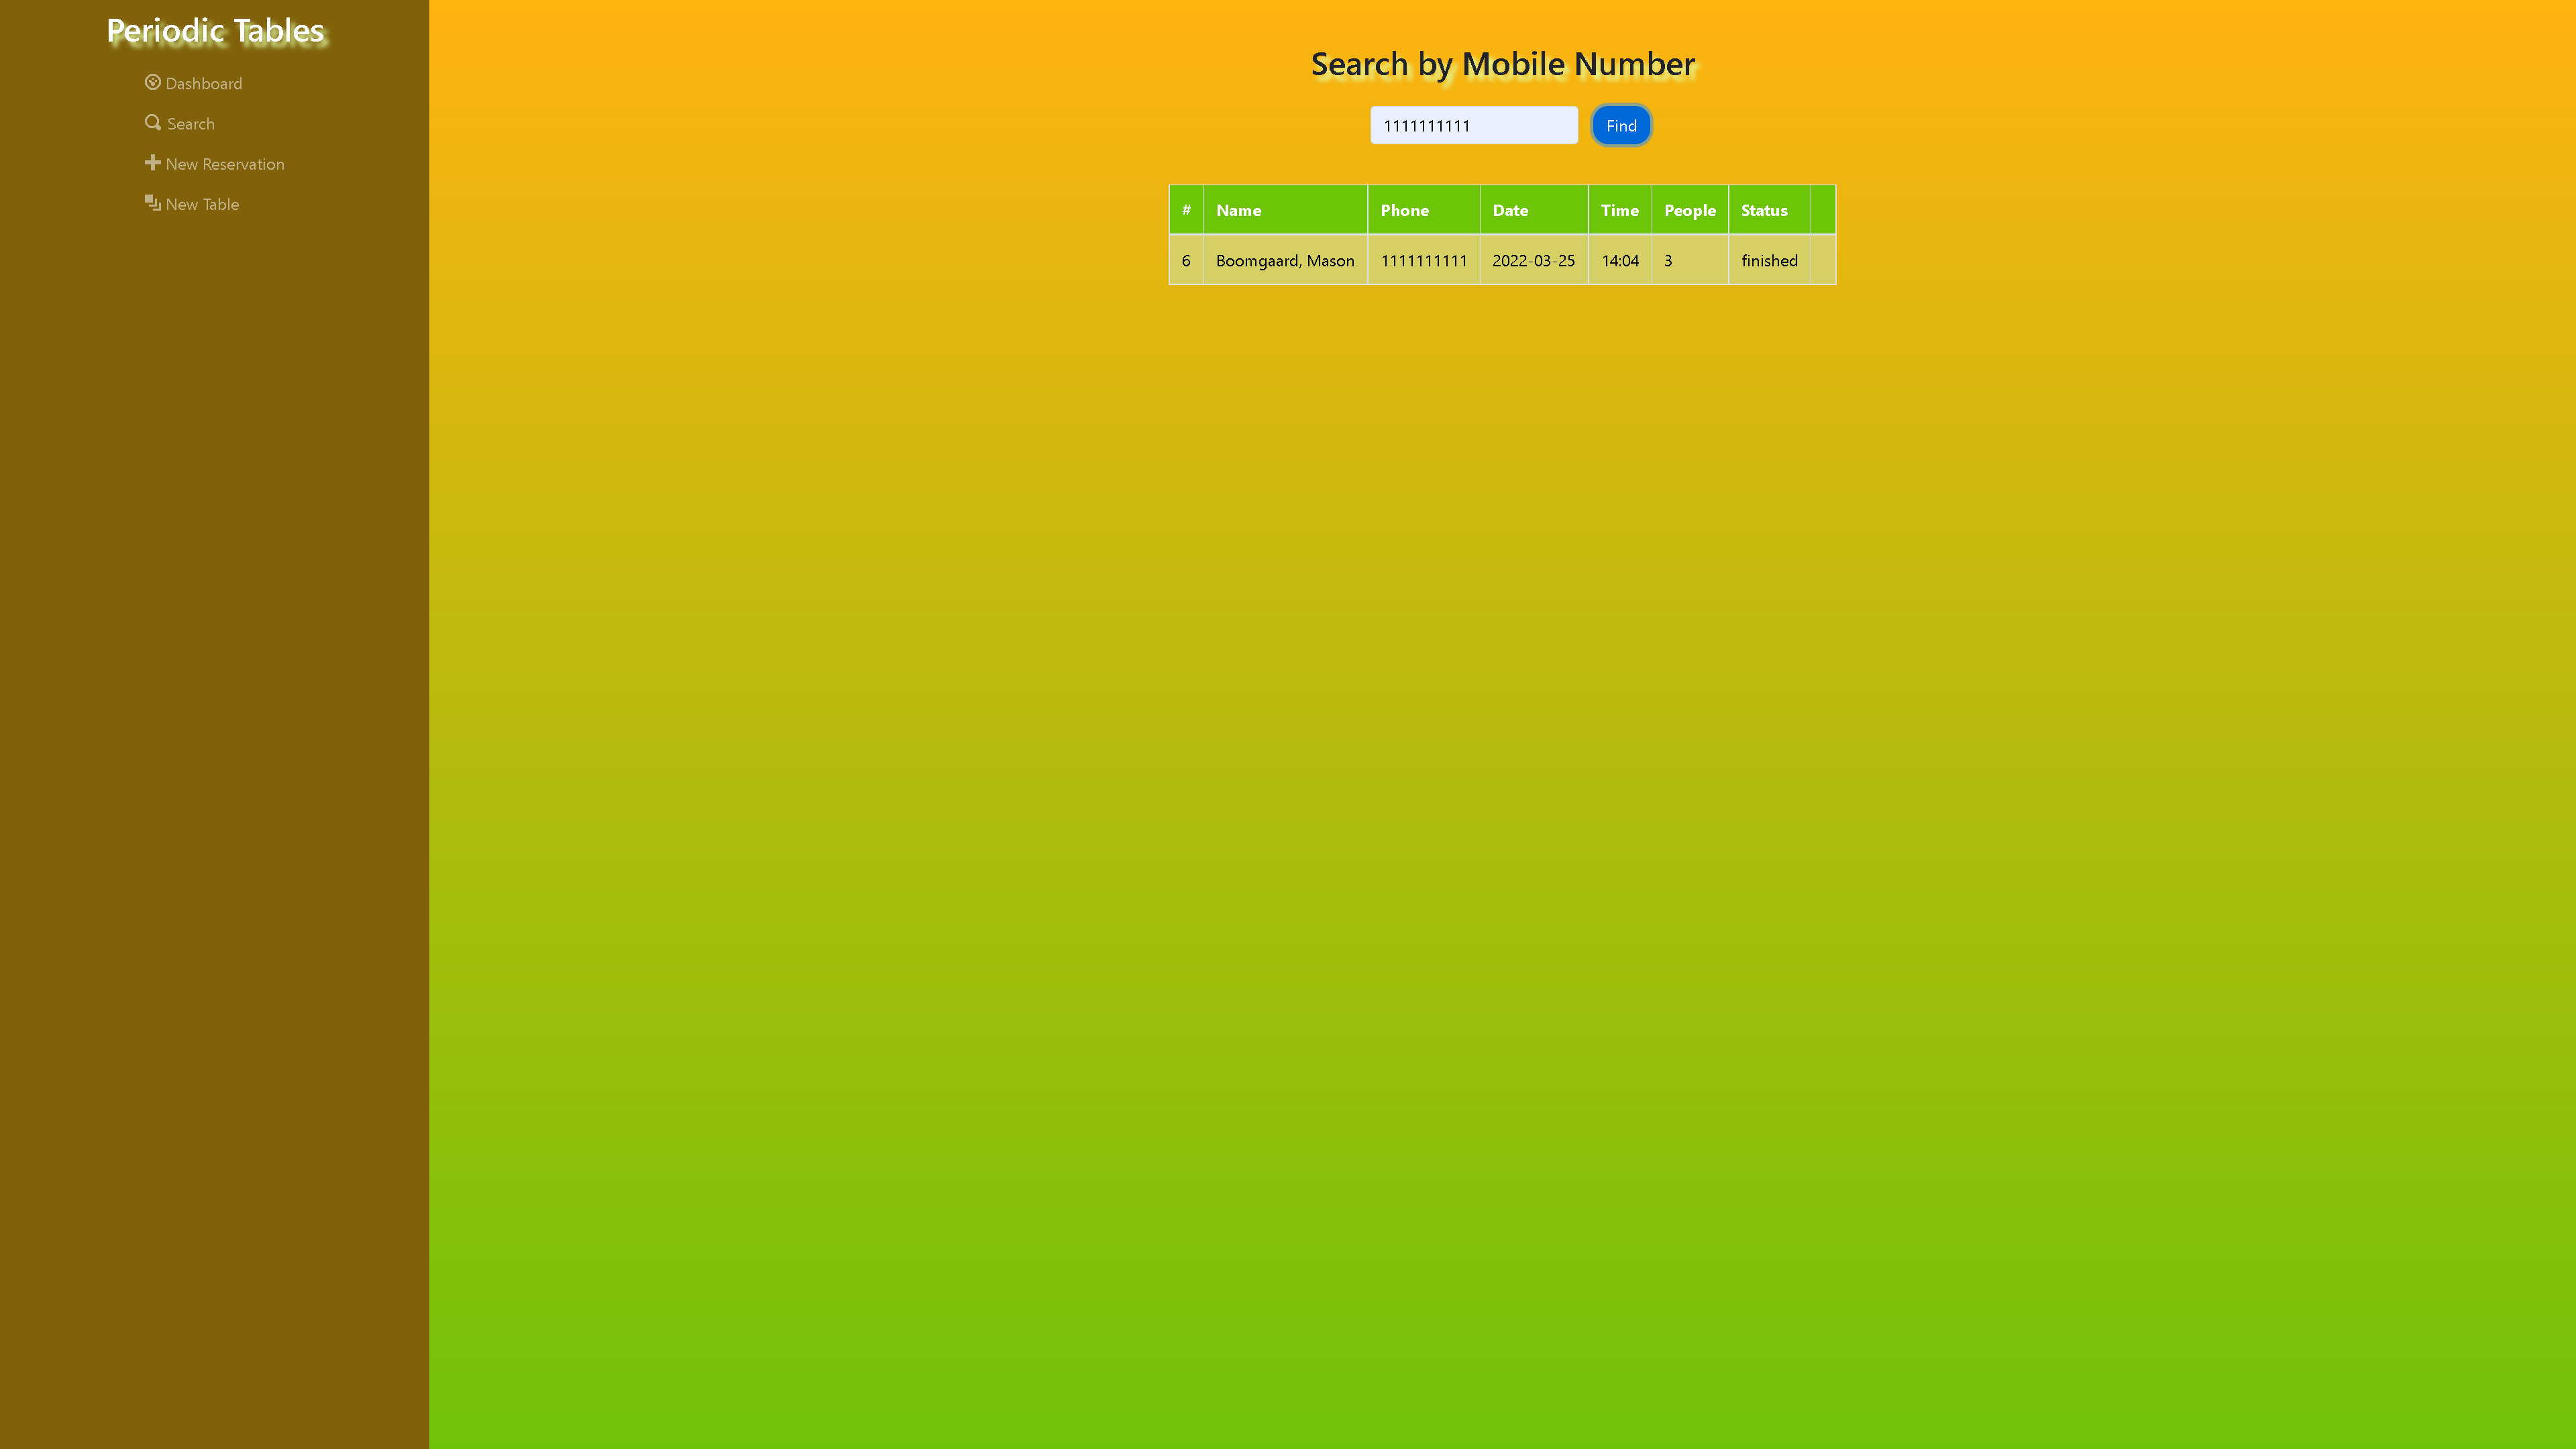 Periodic Tables
Dashboard
Search
New Reservation
New Table
Search by Mobile Number
1111111111 Find
# Name Phone Date Time People Status
6 Boomgaard, Mason 1111111111 2022-03-25 14:04 3 finished